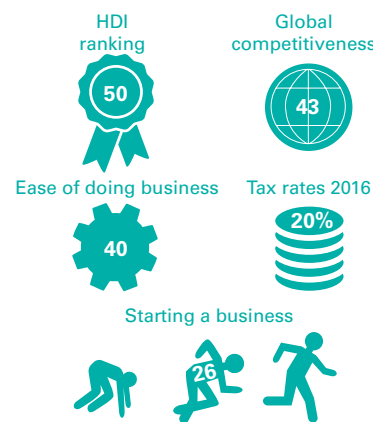 HDI
ranking
50
Global
competitiveness
43
Ease of doing business
40
Tax rates 2016
20%
Starting a business
26